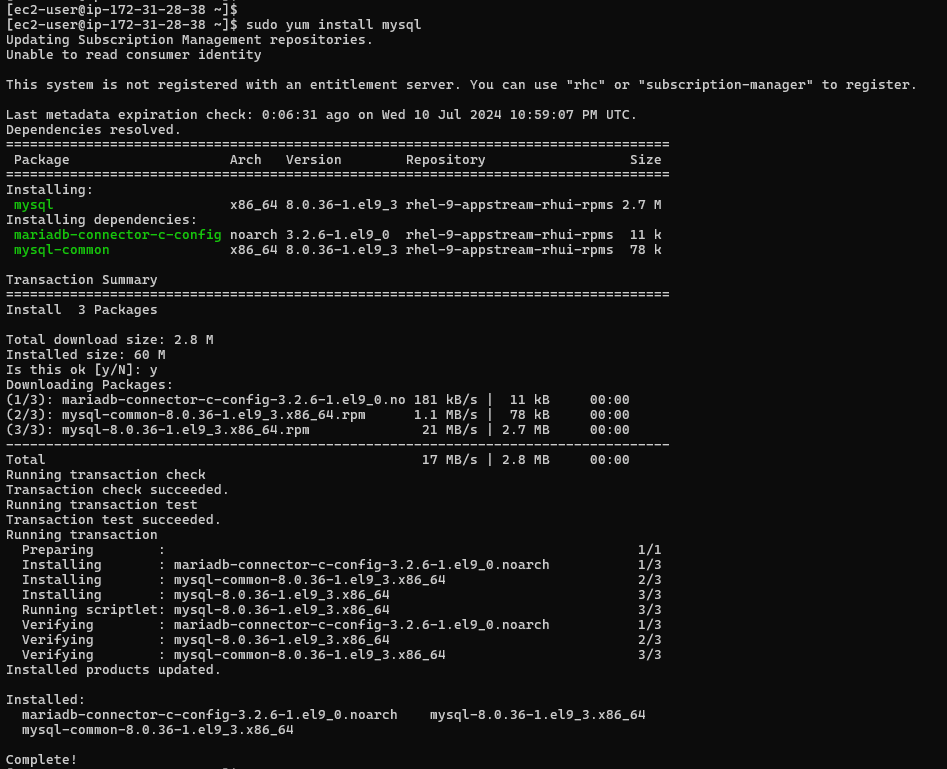 [ec2-user@ip-172-31-28-38 ~]$
[ec2-user@ip-172-31-28-38 ~]$ sudo yum install mysql
Updating Subscription Management repositories.
Unable to read consumer identity

This system is not registered with an entitlement server. You can use "rhc" or "subscription-manager" to register.

Last metadata expiration check: 0:06:31 ago on Wed 10 Jul 2024 10:59:07 PM UTC.
Dependencies resolved.
===================================================================================
 Package                    Arch   Version        Repository                  Size
===================================================================================
Installing:
 mysql                      x86_64 8.0.36-1.el9_3 rhel-9-appstream-rhui-rpms 2.7 M
Installing dependencies:
 mariadb-connector-c-config noarch 3.2.6-1.el9_0  rhel-9-appstream-rhui-rpms  11 k
 mysql-common               x86_64 8.0.36-1.el9_3 rhel-9-appstream-rhui-rpms  78 k

Transaction Summary
===================================================================================
Install  3 Packages

Total download size: 2.8 M
Installed size: 60 M
Is this ok [y/N]: y
Downloading Packages:
(1/3): mariadb-connector-c-config-3.2.6-1.el9_0.no 181 kB/s |  11 kB     00:00
(2/3): mysql-common-8.0.36-1.el9_3.x86_64.rpm      1.1 MB/s |  78 kB     00:00
(3/3): mysql-8.0.36-1.el9_3.x86_64.rpm              21 MB/s | 2.7 MB     00:00
-----------------------------------------------------------------------------------
Total                                               17 MB/s | 2.8 MB     00:00
Running transaction check
Transaction check succeeded.
Running transaction test
Transaction test succeeded.
Running transaction
  Preparing        :                                                           1/1
  Installing       : mariadb-connector-c-config-3.2.6-1.el9_0.noarch           1/3
  Installing       : mysql-common-8.0.36-1.el9_3.x86_64                        2/3
  Installing       : mysql-8.0.36-1.el9_3.x86_64                               3/3
  Running scriptlet: mysql-8.0.36-1.el9_3.x86_64                               3/3
  Verifying        : mariadb-connector-c-config-3.2.6-1.el9_0.noarch           1/3
  Verifying        : mysql-8.0.36-1.el9_3.x86_64                               2/3
  Verifying        : mysql-common-8.0.36-1.el9_3.x86_64                        3/3
Installed products updated.

Installed:
  mariadb-connector-c-config-3.2.6-1.el9_0.noarch    mysql-8.0.36-1.el9_3.x86_64
  mysql-common-8.0.36-1.el9_3.x86_64

Complete!